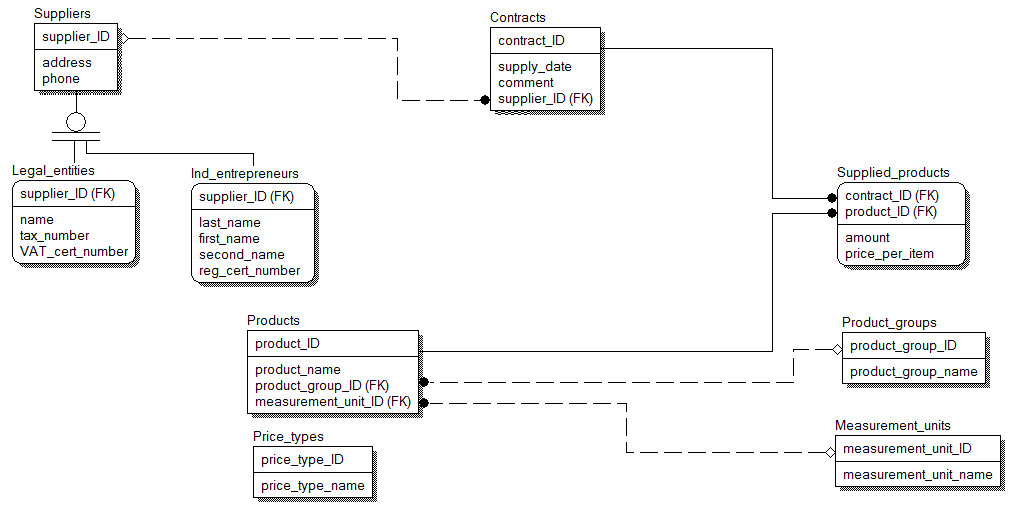 Suppliers
supplier_ID
address
phone
Contracts
contract_ID
supply_date
comment
supplier_ID (FK)
Legal_entities
supplier_ID (FK)
name
tax_number
VAT_cert_number
Ind_entrepreneurs
supplier_ID (FK)
last_name
first_name
second_name
reg_cert_number
Supplied_products
contract_ID (FK)
product_ID (FK)
amount
price_per_item
Products
product_ID
product_name
product_group_ID (FK)
measurement_unit_ID (FK)
Product_groups
product_group_ID
product_group_name
Price_types
price_type_ID
price_type_name
Measurement_units
measurement_unit_ID
measurement_unit_name